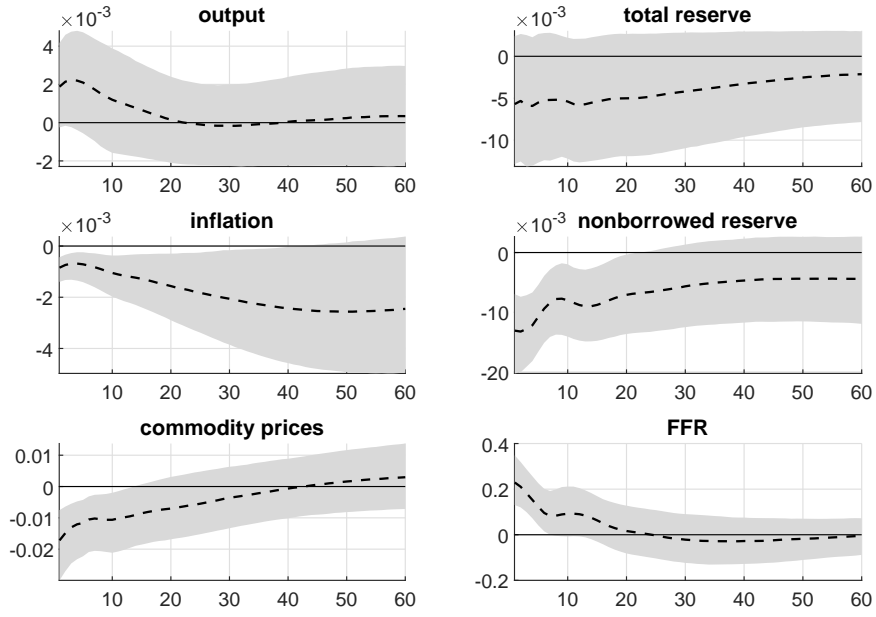 output
×10⁻³
4
2
0
-2
10 20 30 40 50 60
total reserve
×10⁻³
0
-5
-10
10 20 30 40 50 60
inflation
×10⁻³
0
-2
-4
10 20 30 40 50 60
nonborrowed reserve
×10⁻³
0
-10
-20
10 20 30 40 50 60
commodity prices
0.01
0
-0.01
-0.02
10 20 30 40 50 60
FFR
0.4
0.2
0
-0.2
10 20 30 40 50 60